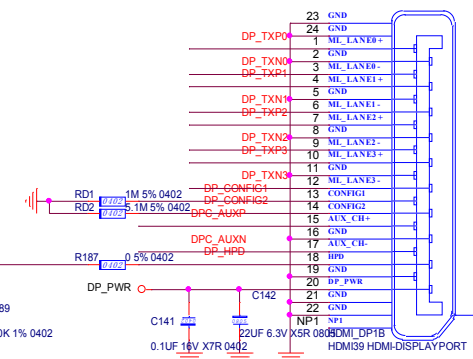 23 GND
24 GND
DP_TXP0
1 ML_LANE0+
2 GND
DP_TXN0
3 ML_LANE0-
DP_TXP1
4 ML_LANE1+
5 GND
DP_TXN1
6 ML_LANE1-
DP_TXP2
7 ML_LANE2+
8 GND
DP_TXN2
9 ML_LANE2-
DP_TXP3
10 ML_LANE3+
11 GND
DP_TXN3
12 ML_LANE3-
RD1 0402 1M 5% 0402 DP_CONFIG1
13 CONFIG1
RD2 0402 5.1M 5% 0402 DP_CONFIG2
14 CONFIG2
DPC_AUXP
15 AUX_CH+
16 GND
DPC_AUXN
17 AUX_CH-
DP_HPD
R187 0402 0 5% 0402
18 HPD
19 GND
DP_PWR
20 DP_PWR
21 GND
22 GND
NP1 NP1
C142
C141
22UF 6.3V X5R 0805
HDMI_DP1B
0.1UF 16V X7R 0402
HDMI39 HDMI-DISPLAYPORT
89
0K 1% 0402